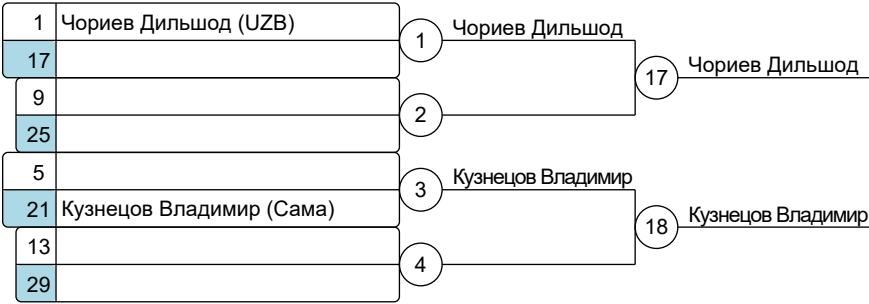 1 Чориев Дильшод (UZB)
17
1 Чориев Дильшод
9
25
2
17 Чориев Дильшод
5
21 Кузнецов Владимир (Сама)
3 Кузнецов Владимир
13
29
4
18 Кузнецов Владимир